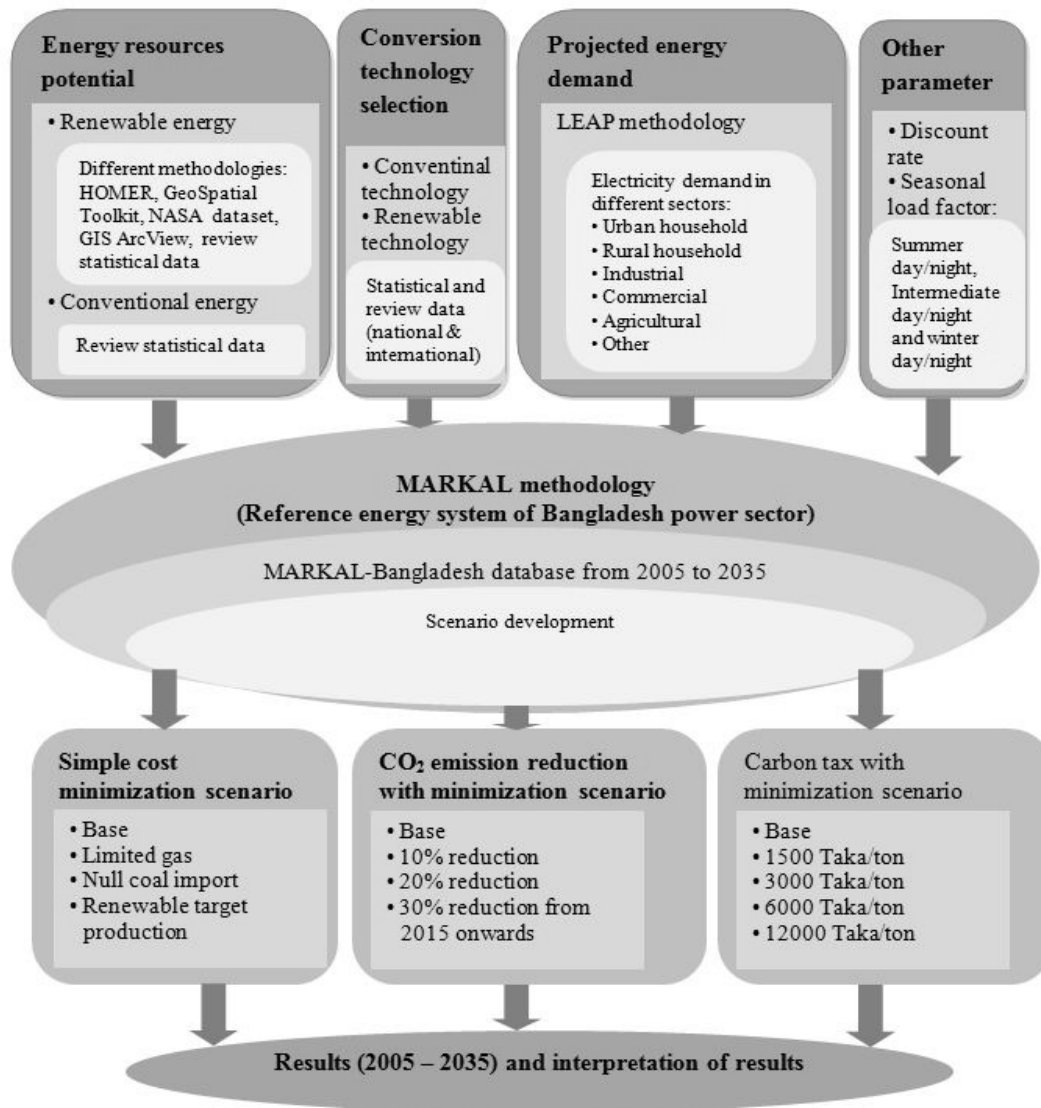 Energy resources
potential
• Renewable energy
Different methodologies:
HOMER, GeoSpatial
Toolkit, NASA dataset,
GIS ArcView, review
statistical data
• Conventional energy
Review statistical data
Conversion
technology
selection
• Conventinal
technology
• Renewable
technology
Statistical and
review data
(national &
international)
Projected energy
demand
LEAP methodology
Electricity demand in
different sectors:
• Urban household
• Rural household
• Industrial
• Commercial
• Agricultural
• Other
Other
parameter
• Discount
rate
• Seasonal
load factor:
Summer
day/night,
Intermediate
day/night
and winter
day/night
MARKAL methodology
(Reference energy system of Bangladesh power sector)
MARKAL-Bangladesh database from 2005 to 2035
Scenario development
Simple cost
minimization scenario
• Base
• Limited gas
• Null coal import
• Renewable target
production
CO₂ emission reduction
with minimization scenario
• Base
• 10% reduction
• 20% reduction
• 30% reduction from
2015 onwards
Carbon tax with
minimization scenario
• Base
• 1500 Taka/ton
• 3000 Taka/ton
• 6000 Taka/ton
• 12000 Taka/ton
Results (2005 – 2035) and interpretation of results